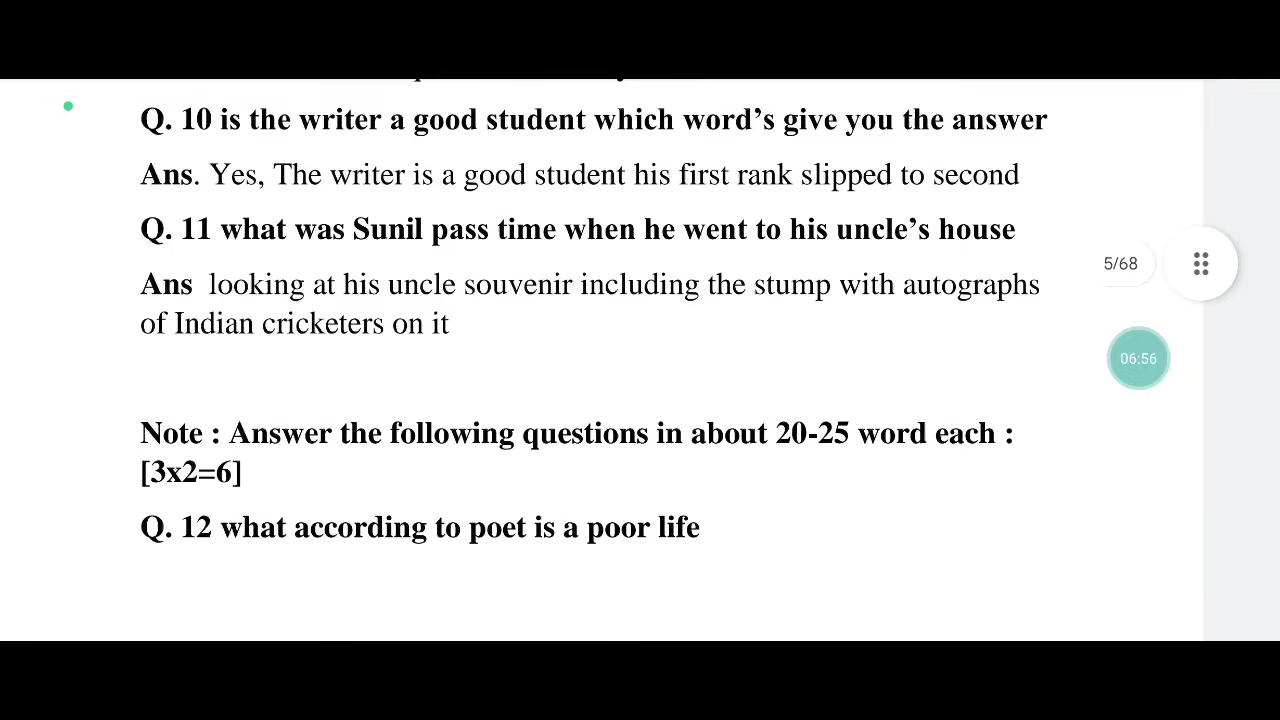 Q. 10 is the writer a good student which word’s give you the answer
Ans. Yes, The writer is a good student his first rank slipped to second
Q. 11 what was Sunil pass time when he went to his uncle’s house
5/68
Ans looking at his uncle souvenir including the stump with autographs
of Indian cricketers on it
06:56
Note : Answer the following questions in about 20-25 word each :
[3x2=6]
Q. 12 what according to poet is a poor life